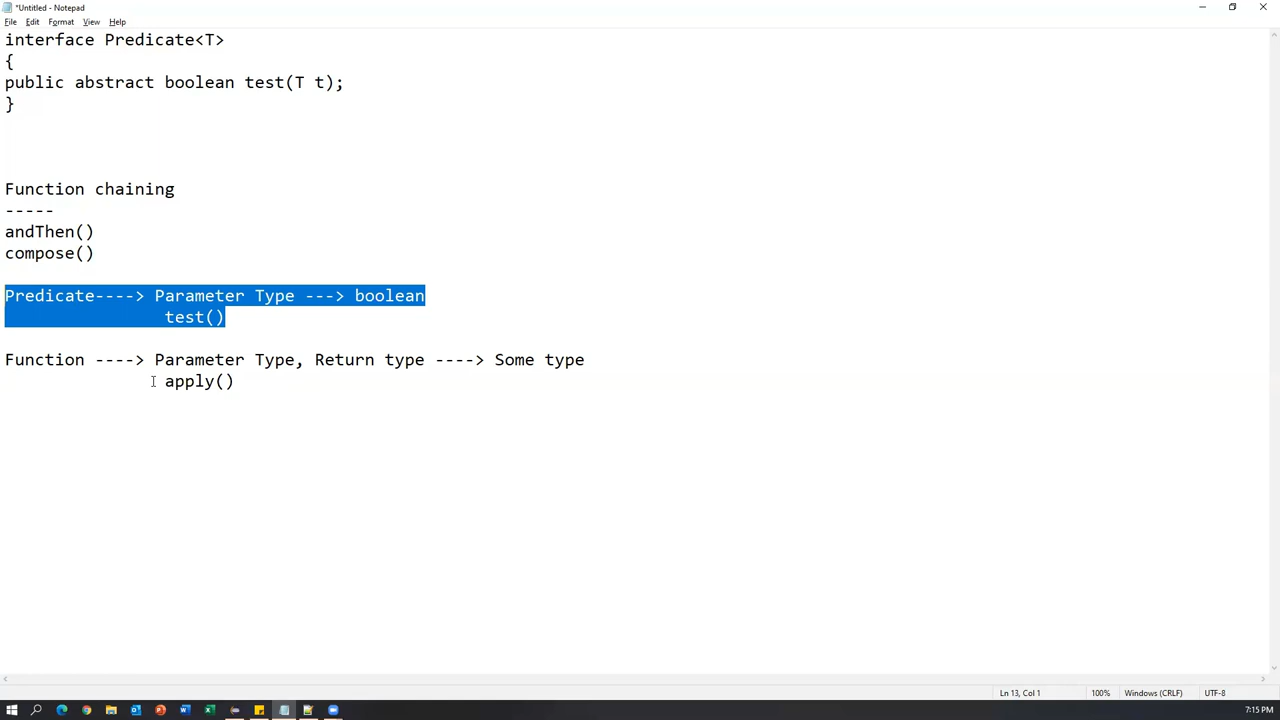 *Untitled - Notepad
File Edit Format View Help
interface Predicate<T>
{
public abstract boolean test(T t);
}
Function chaining
-----
andThen()
compose()
Predicate----> Parameter Type ---> boolean
test()
Function ----> Parameter Type, Return type ----> Some type
apply()
Ln 13, Col 1 100% Windows (CRLF) UTF-8
7:15 PM